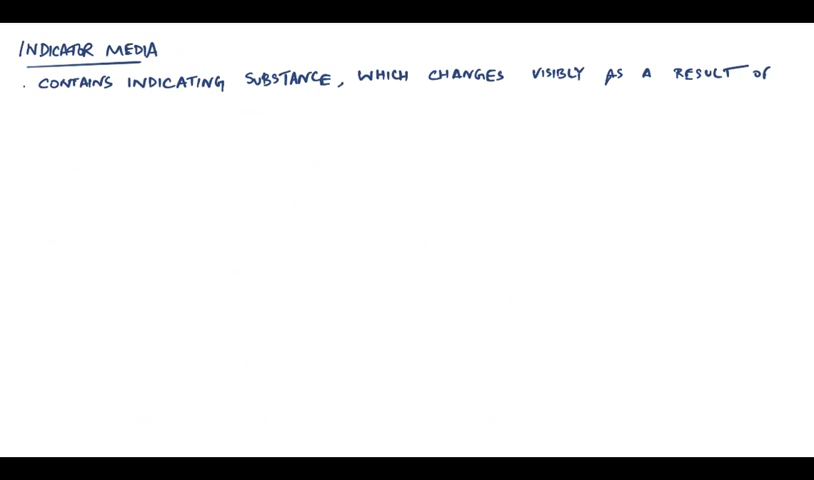 INDICATOR MEDIA
. CONTAINS INDICATING SUBSTANCE, WHICH CHANGES VISIBLY AS A RESULT OF